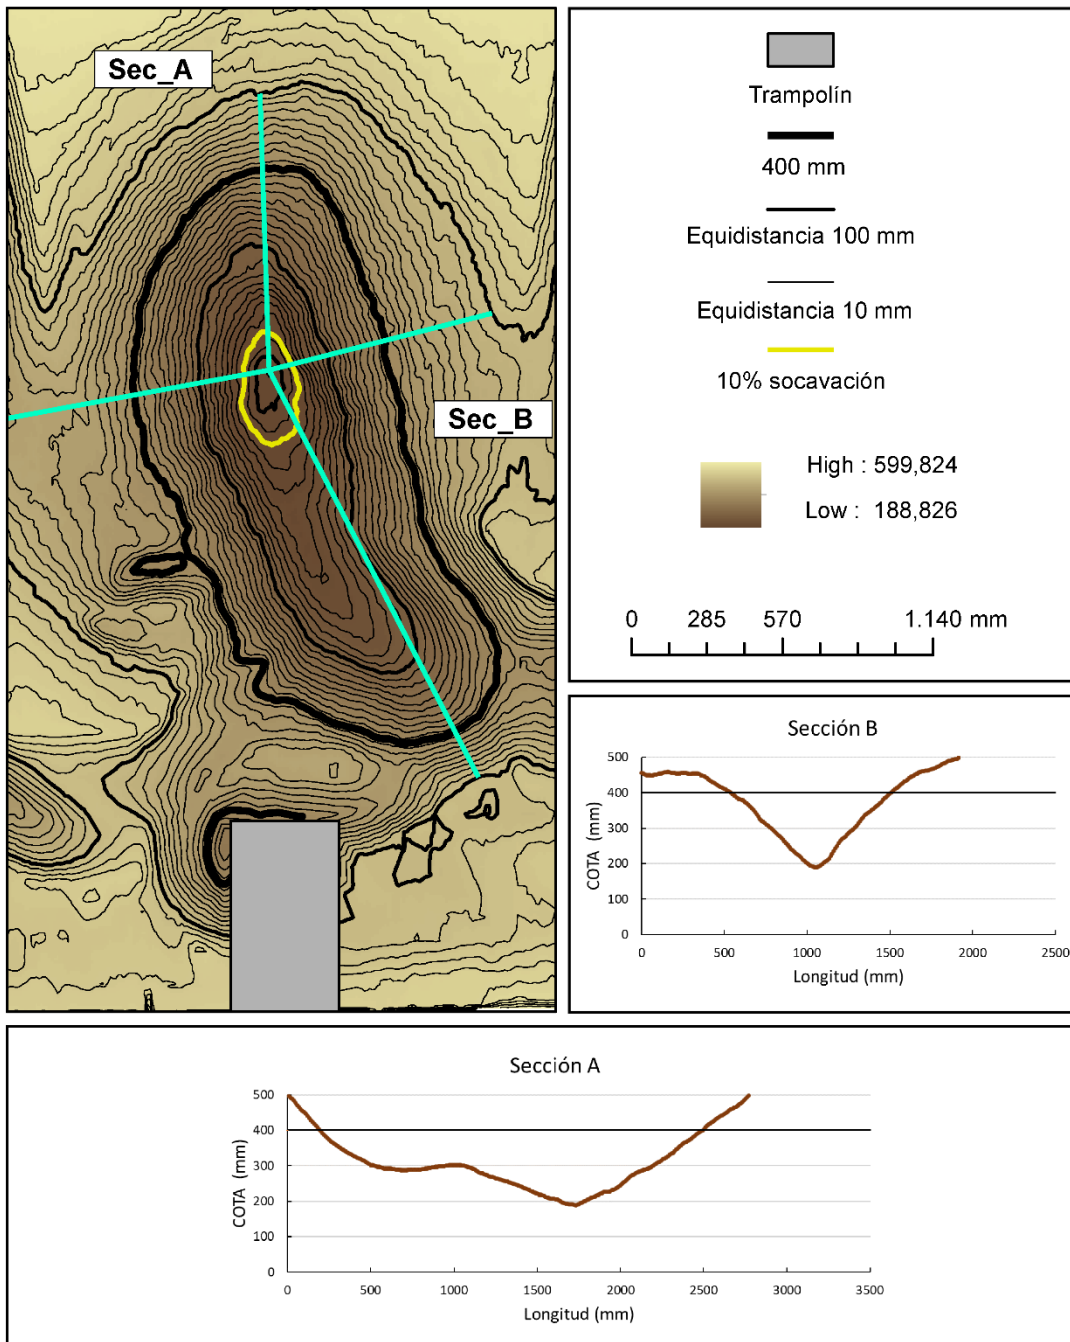 Sec_A
Sec_B
Trampolín
400 mm
Equidistancia 100 mm
Equidistancia 10 mm
10% socavación
High : 599,824
Low : 188,826
0 285 570 1.140 mm
Sección B
500
400
300
200
100
0
COTA (mm)
0 500 1000 1500 2000 2500
Longitud (mm)
Sección A
500
400
300
200
100
0
COTA (mm)
0 500 1000 1500 2000 2500 3000 3500
Longitud (mm)